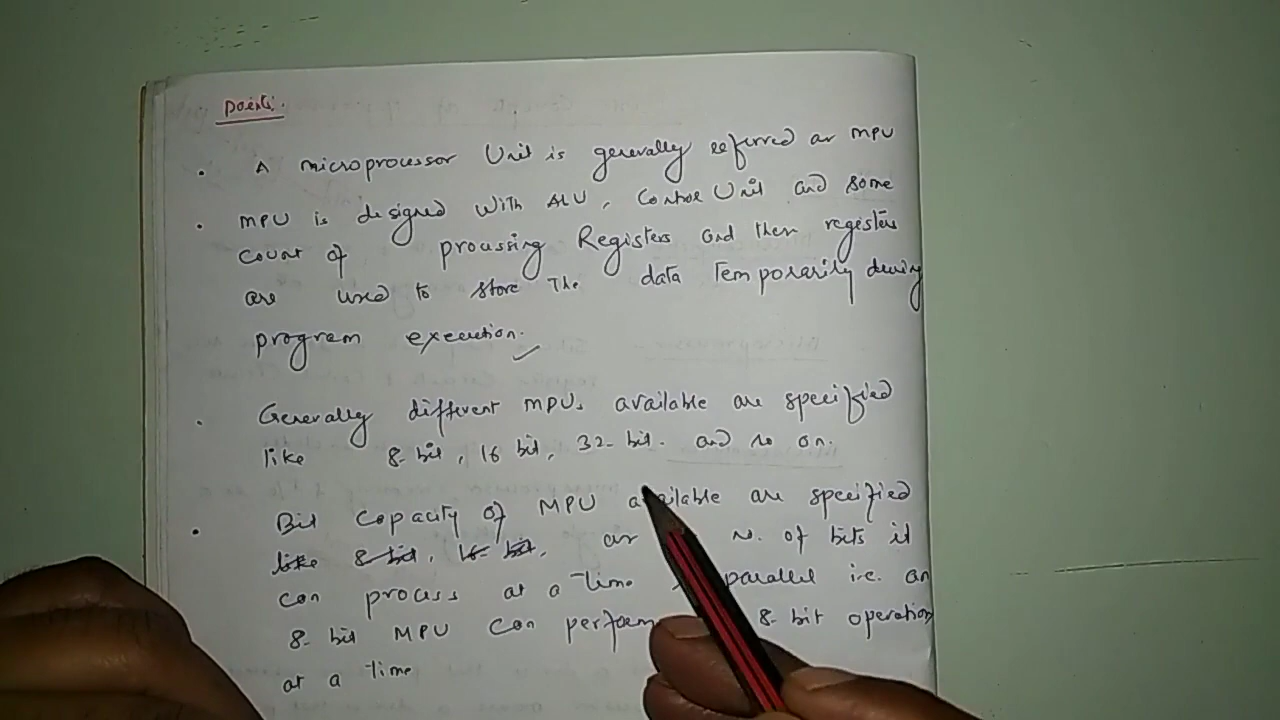 Points:
. A microprocessor Unit is generally referred as MPU
. MPU is designed with ALU, Control Unit and some
count of processing Registers and then registers
are used to store the data temporarily during
program execution.
. Generally different MPUs available are specified
like 8-bit, 16 bit, 32-bit. and so on.
. Bit capacity of MPU available are specified
like 8-bit, 16 bit, as no. of bits it
can process at a time parallel i.e. an
8-bit MPU can perform 8-bit operation
at a time